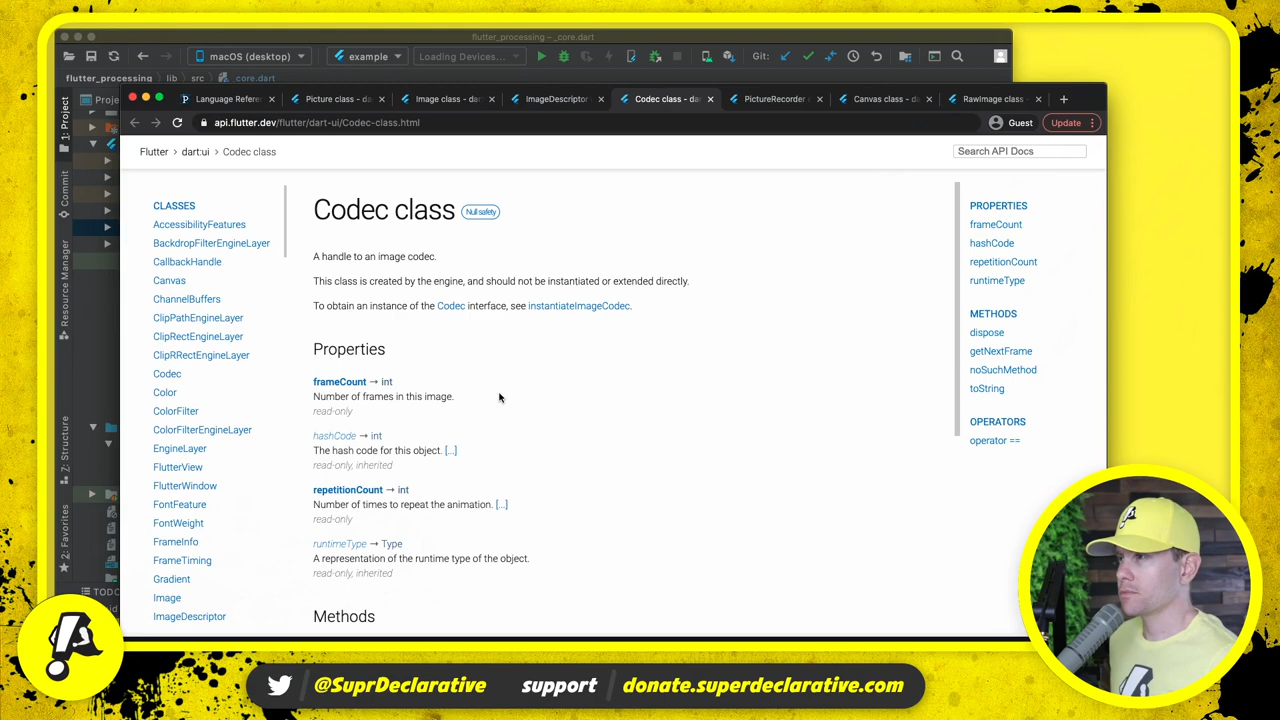 flutter_processing – _core.dart
macOS (desktop)
example
Loading Devices...
Git:
flutter_processing
lib
src
_core.dart
1: Project
Commit
Resource Manager
Z: Structure
2: Favorites
Proje
TODO
Language Refere
Picture class - da
Image class - dar
ImageDescriptor
Codec class - da
PictureRecorder
Canvas class - da
RawImage class
api.flutter.dev/flutter/dart-ui/Codec-class.html
Guest
Update
Flutter > dart:ui > Codec class
Search API Docs
CLASSES
AccessibilityFeatures
BackdropFilterEngineLayer
CallbackHandle
Canvas
ChannelBuffers
ClipPathEngineLayer
ClipRectEngineLayer
ClipRRectEngineLayer
Codec
Color
ColorFilter
ColorFilterEngineLayer
EngineLayer
FlutterView
FlutterWindow
FontFeature
FontWeight
FrameInfo
FrameTiming
Gradient
Image
ImageDescriptor
Codec class Null safety
A handle to an image codec.
This class is created by the engine, and should not be instantiated or extended directly.
To obtain an instance of the Codec interface, see instantiateImageCodec.
Properties
frameCount → int
Number of frames in this image.
read-only
hashCode → int
The hash code for this object. [...]
read-only, inherited
repetitionCount → int
Number of times to repeat the animation. [...]
read-only
runtimeType → Type
A representation of the runtime type of the object.
read-only, inherited
Methods
PROPERTIES
frameCount
hashCode
repetitionCount
runtimeType
METHODS
dispose
getNextFrame
noSuchMethod
toString
OPERATORS
operator ==
@SuprDeclarative support donate.superdeclarative.com